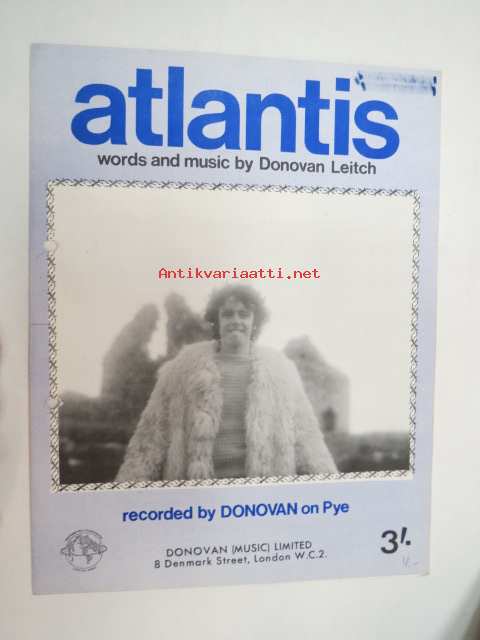 atlantis
words and music by Donovan Leitch
Antikvariaatti.net
recorded by DONOVAN on Pye
DONOVAN (MUSIC) LIMITED
8 Denmark Street, London W.C.2.
3/.